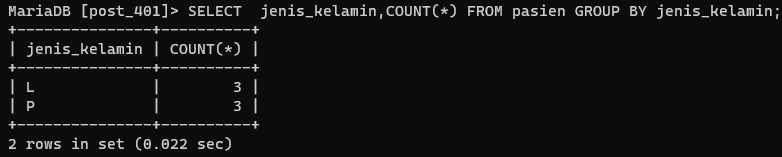 MariaDB [post_401]> SELECT  jenis_kelamin,COUNT(*) FROM pasien GROUP BY jenis_kelamin;
+---------------+----------+
| jenis_kelamin | COUNT(*) |
+---------------+----------+
| L             |        3 |
| P             |        3 |
+---------------+----------+
2 rows in set (0.022 sec)